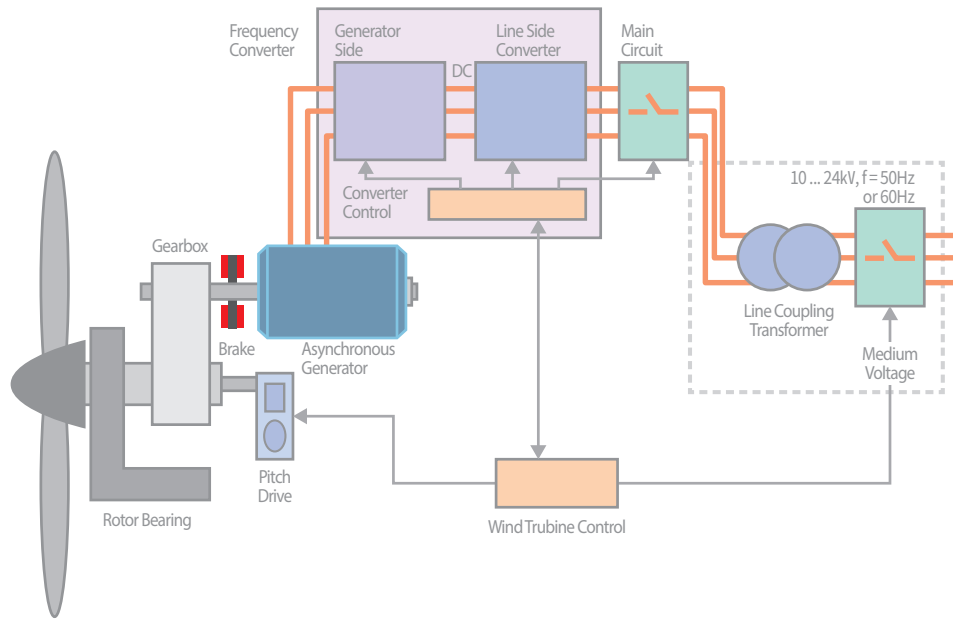 Frequency
Converter
Generator
Side
DC
Line Side
Converter
Main
Circuit
Converter
Control
10 ... 24kV, f = 50Hz
or 60Hz
Gearbox
Brake
Asynchronous
Generator
Line Coupling
Transformer
Medium
Voltage
Pitch
Drive
Rotor Bearing
Wind Trubine Control